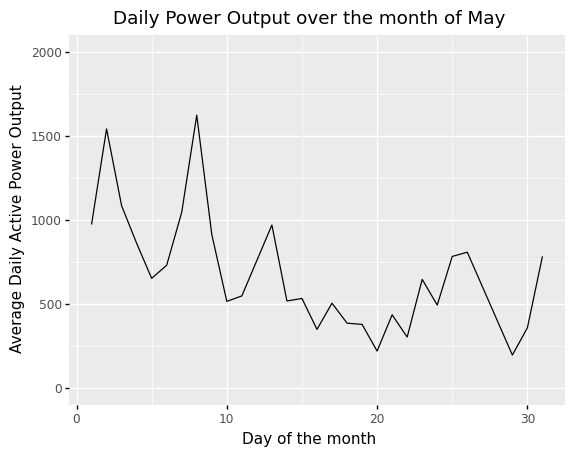 Daily Power Output over the month of May
2000
1500
1000
500
0
Average Daily Active Power Output
0 10 20 30
Day of the month